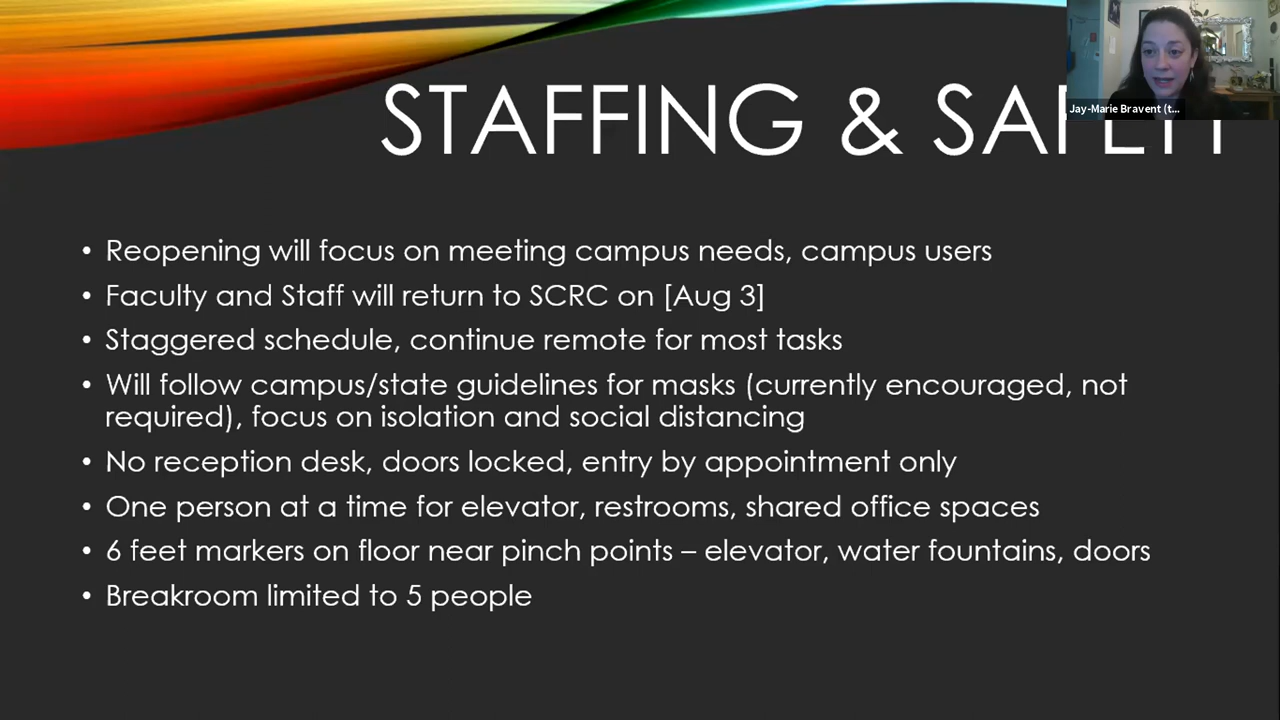 STAFFING & SAFETY
Jay-Marie Bravent (t...
• Reopening will focus on meeting campus needs, campus users
• Faculty and Staff will return to SCRC on [Aug 3]
• Staggered schedule, continue remote for most tasks
• Will follow campus/state guidelines for masks (currently encouraged, not
required), focus on isolation and social distancing
• No reception desk, doors locked, entry by appointment only
• One person at a time for elevator, restrooms, shared office spaces
• 6 feet markers on floor near pinch points – elevator, water fountains, doors
• Breakroom limited to 5 people